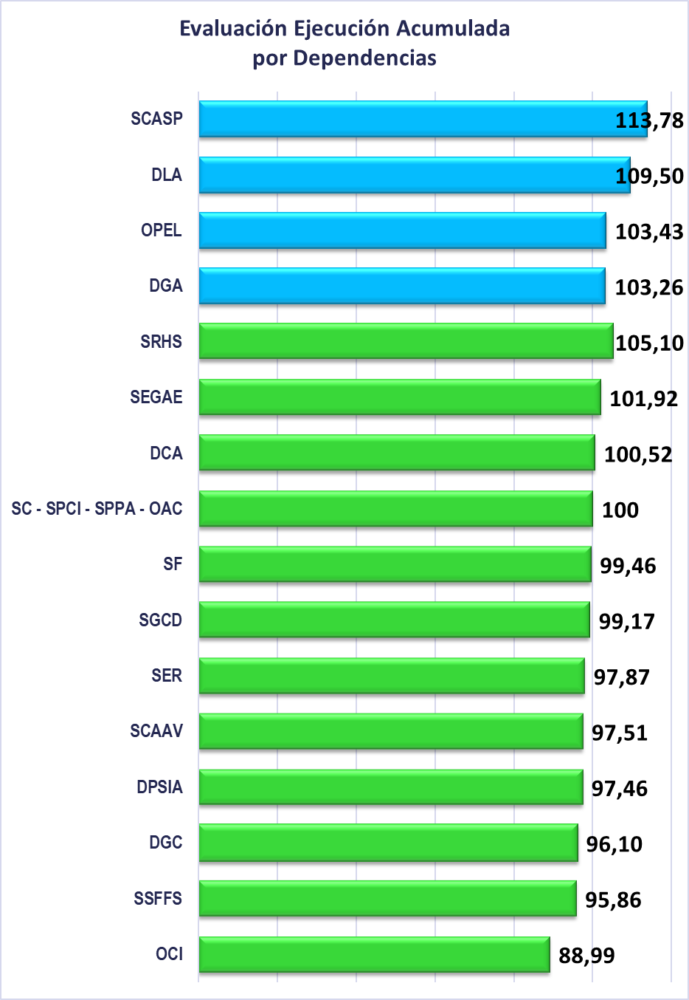 Evaluación Ejecución Acumulada
por Dependencias
SCASP 113,78
DLA 109,50
OPEL 103,43
DGA 103,26
SRHS 105,10
SEGAE 101,92
DCA 100,52
SC - SPCI - SPPA - OAC 100
SF 99,46
SGCD 99,17
SER 97,87
SCAAV 97,51
DPSIA 97,46
DGC 96,10
SSFFS 95,86
OCI 88,99